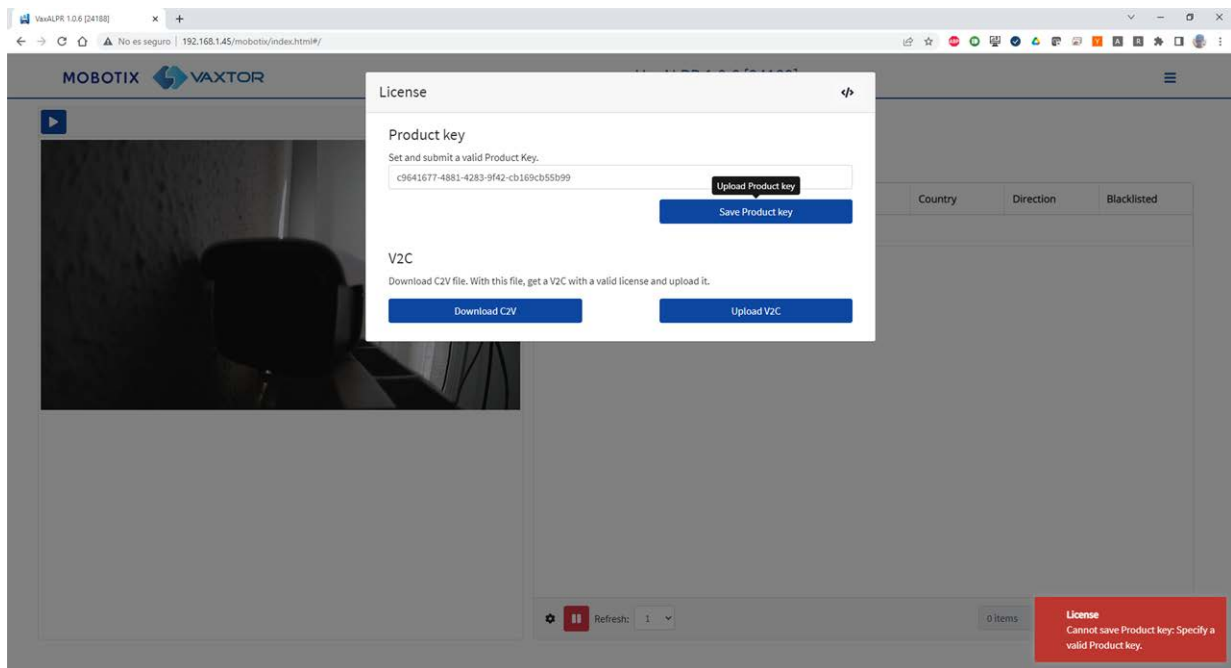 VaxALPR 1.0.6 [24188]
No es seguro
192.168.1.45/mobotix/index.html#/
MOBOTIX VAXTOR
License
Product key
Set and submit a valid Product Key.
c9641677-4881-4283-9f42-cb169cb55b99
Upload Product key
Save Product key
Country Direction Blacklisted
V2C
Download C2V file. With this file, get a V2C with a valid license and upload it.
Download C2V
Upload V2C
Refresh: 1
0 items
License
Cannot save Product key: Specify a
valid Product key.